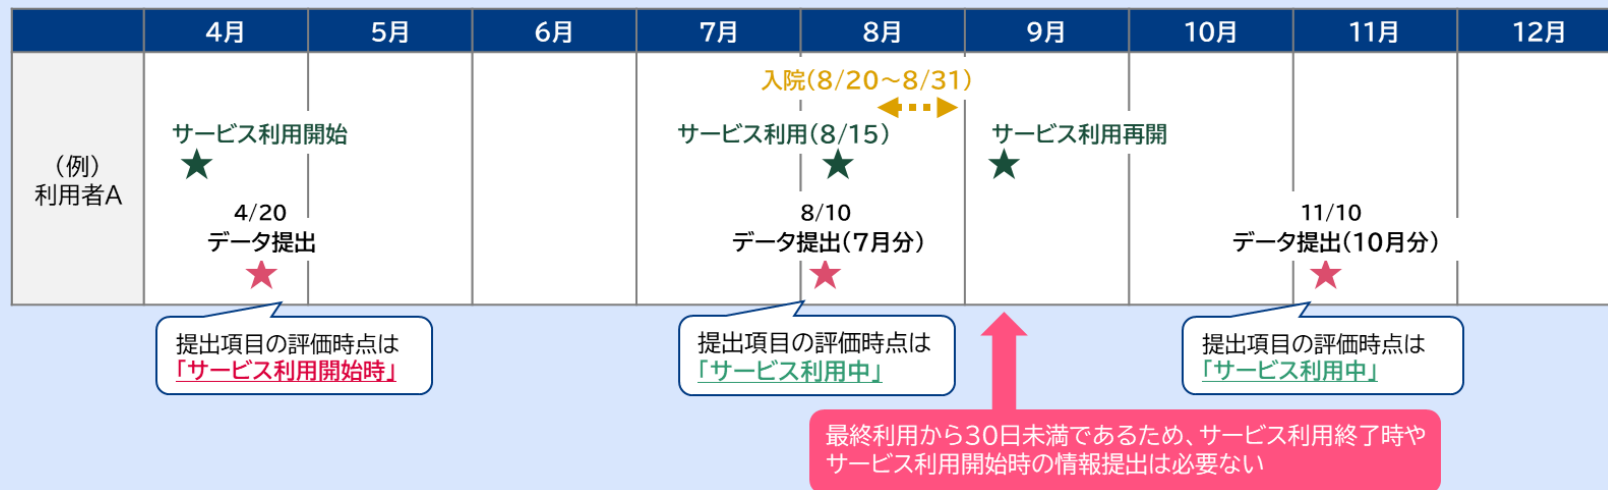 4月 5月 6月 7月 8月 9月 10月 11月 12月
（例）
利用者A
入院（8/20～8/31）
サービス利用開始
サービス利用（8/15）
サービス利用再開
4/20
データ提出
8/10
データ提出（7月分）
11/10
データ提出（10月分）
提出項目の評価時点は
「サービス利用開始時」
提出項目の評価時点は
「サービス利用中」
提出項目の評価時点は
「サービス利用中」
最終利用から30日未満であるため、サービス利用終了時や
サービス利用開始時の情報提出は必要ない